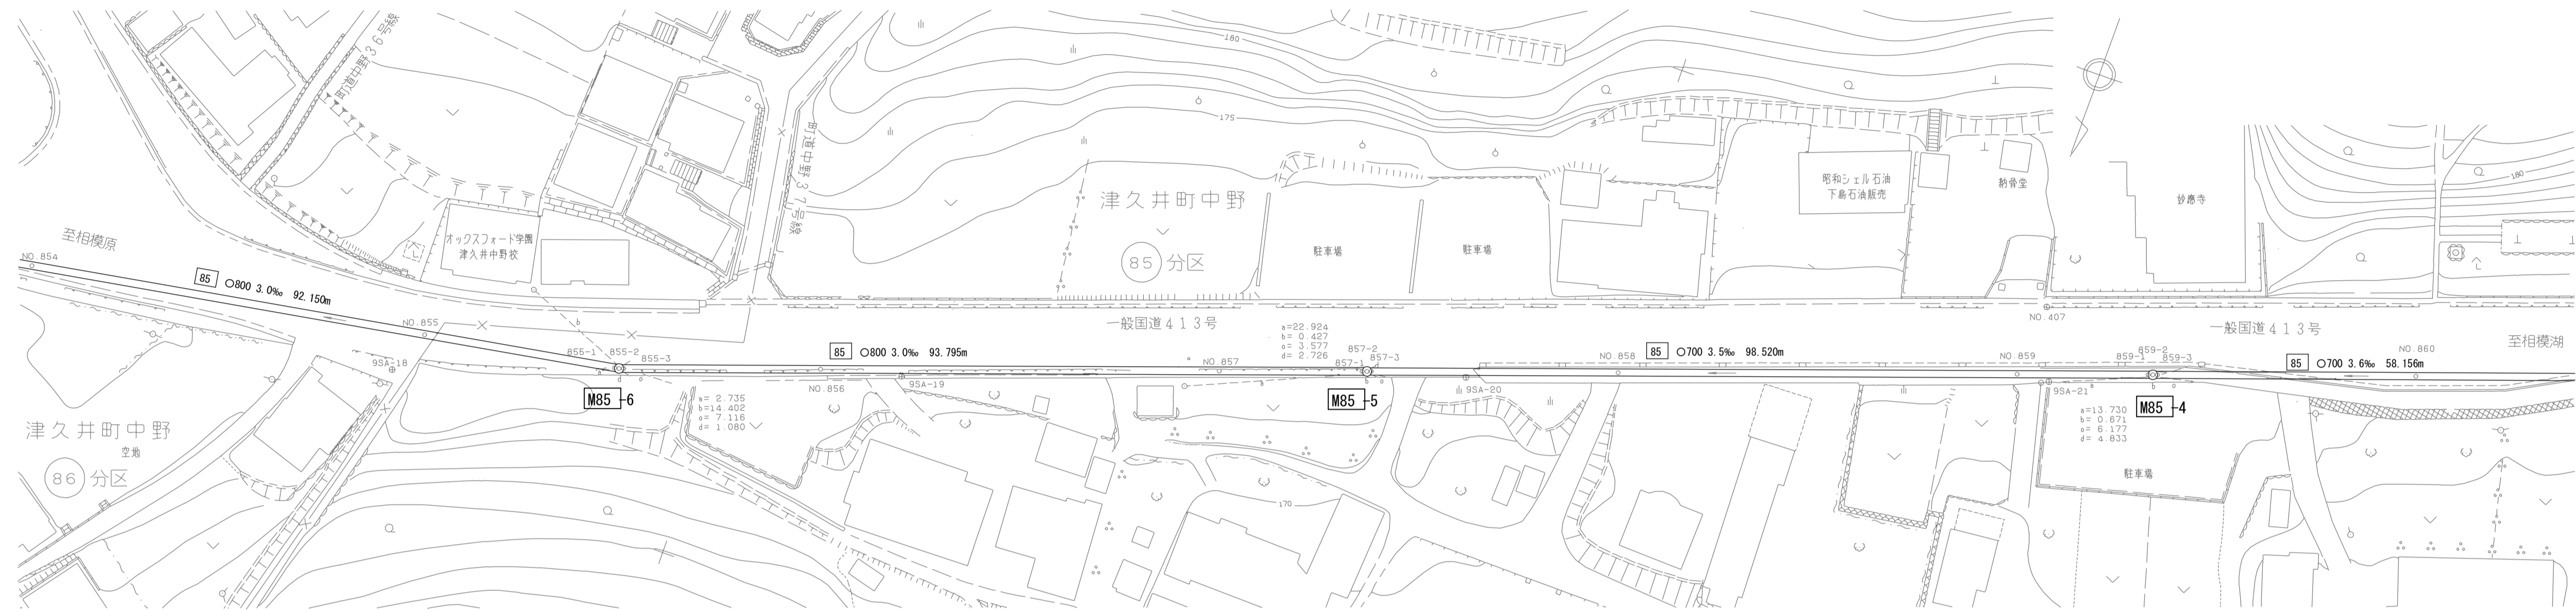 180
町道中野36号線
175
町道中野37号線
津久井町中野
85 分区
駐車場
駐車場
昭和シェル石油
下島石油販売
納骨堂
180
オックスフォード学園
津久井中野校
至相模原
NO.854
85 ○800 3.0‰ 92.150m
NO.855
b
一般国道413号
a=22.924
b= 0.427
c= 3.577
d= 2.726
NO.407
一般国道413号
至相模湖
855-1
855-2
855-3
85 ○800 3.0‰ 93.795m
NO.857
857-1
857-2
857-3
NO.858
85 ○700 3.5‰ 98.520m
NO.859
859-1
859-2
859-3
85 ○700 3.6‰ 58.156m
NO.860
9SA-18
M85-6
a= 2.735
b=14.402
c= 7.116
d= 1.080
NO.856
9SA-19
M85-5
9SA-20
9SA-21
M85-4
a=13.730
b= 0.671
c= 6.177
d= 4.833
駐車場
津久井町中野
空地
86 分区
170